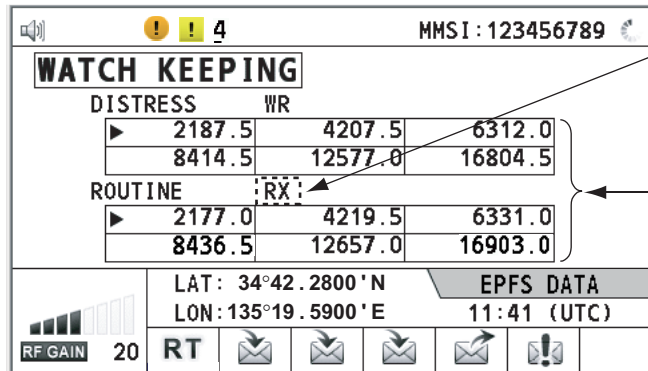 4 MMSI:123456789
WATCH KEEPING
DISTRESS WR
2187.5 4207.5 6312.0
8414.5 12577.0 16804.5
ROUTINE RX
2177.0 4219.5 6331.0
8436.5 12657.0 16903.0
LAT: 34°42.2800'N EPFS DATA
LON:135°19.5900'E 11:41 (UTC)
RF GAIN 20 RT